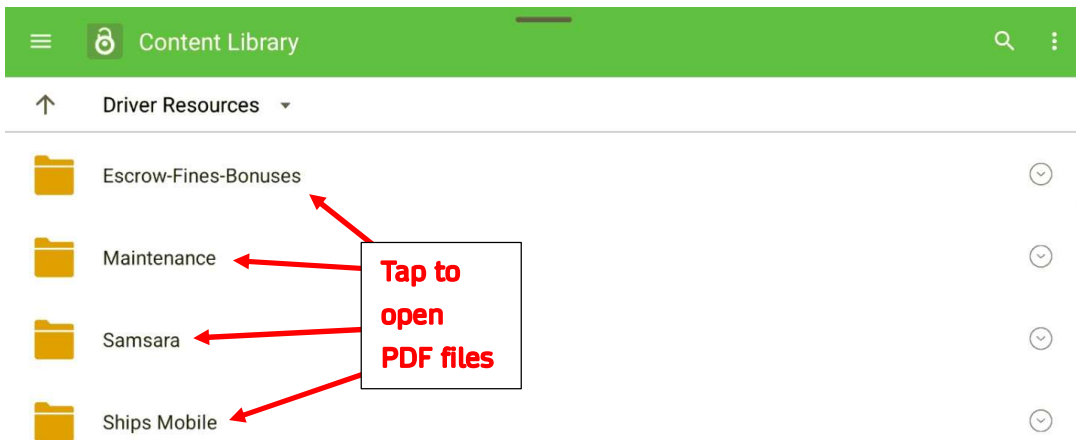 Content Library
Driver Resources
Escrow-Fines-Bonuses
Maintenance
Samsara
Ships Mobile
Tap to
open
PDF files